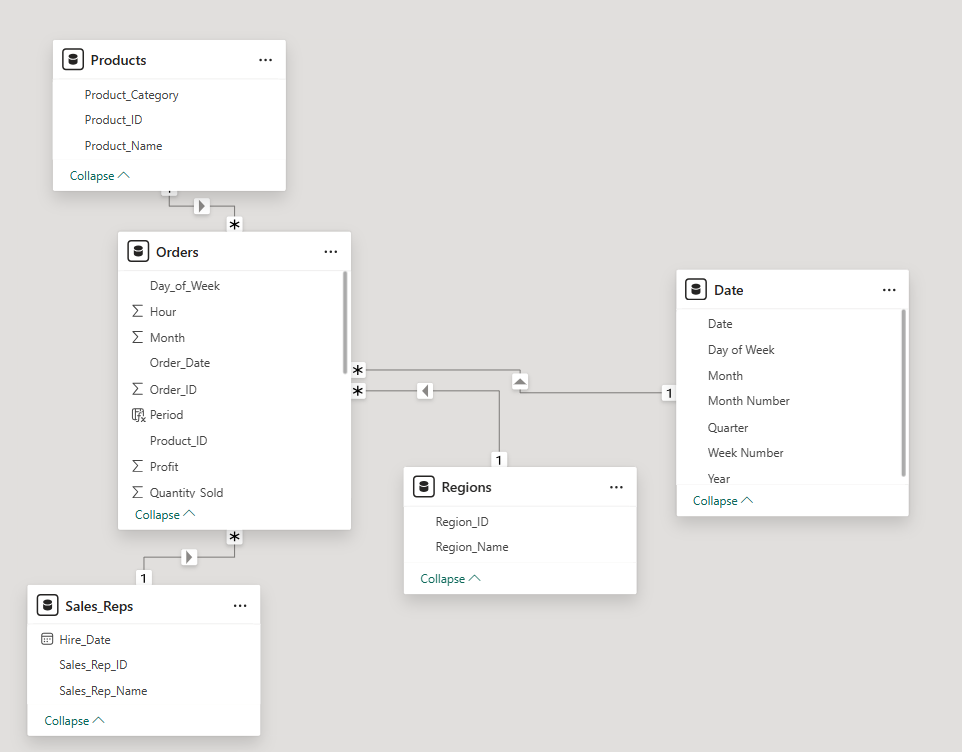 Products
...
Product_Category
Product_ID
Product_Name
Collapse
1
*
Orders
...
Day_of_Week
Σ Hour
Σ Month
Order_Date
Σ Order_ID
Period
Product_ID
Σ Profit
Σ Quantity_Sold
Collapse
*
*
*
1
Sales_Reps
...
Hire_Date
Sales_Rep_ID
Sales_Rep_Name
Collapse
1
Regions
...
Region_ID
Region_Name
Collapse
1
Date
...
Date
Day of Week
Month
Month Number
Quarter
Week Number
Year
Collapse